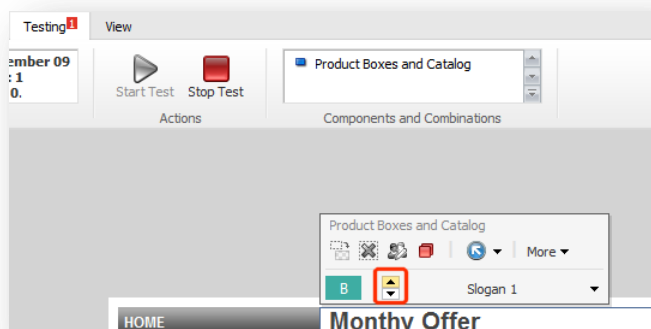 Testing 1
View
ember 09
: 1
0.
Start Test
Stop Test
Actions
Product Boxes and Catalog
Components and Combinations
Product Boxes and Catalog
More
B
Slogan 1
HOME
Monthy Offer